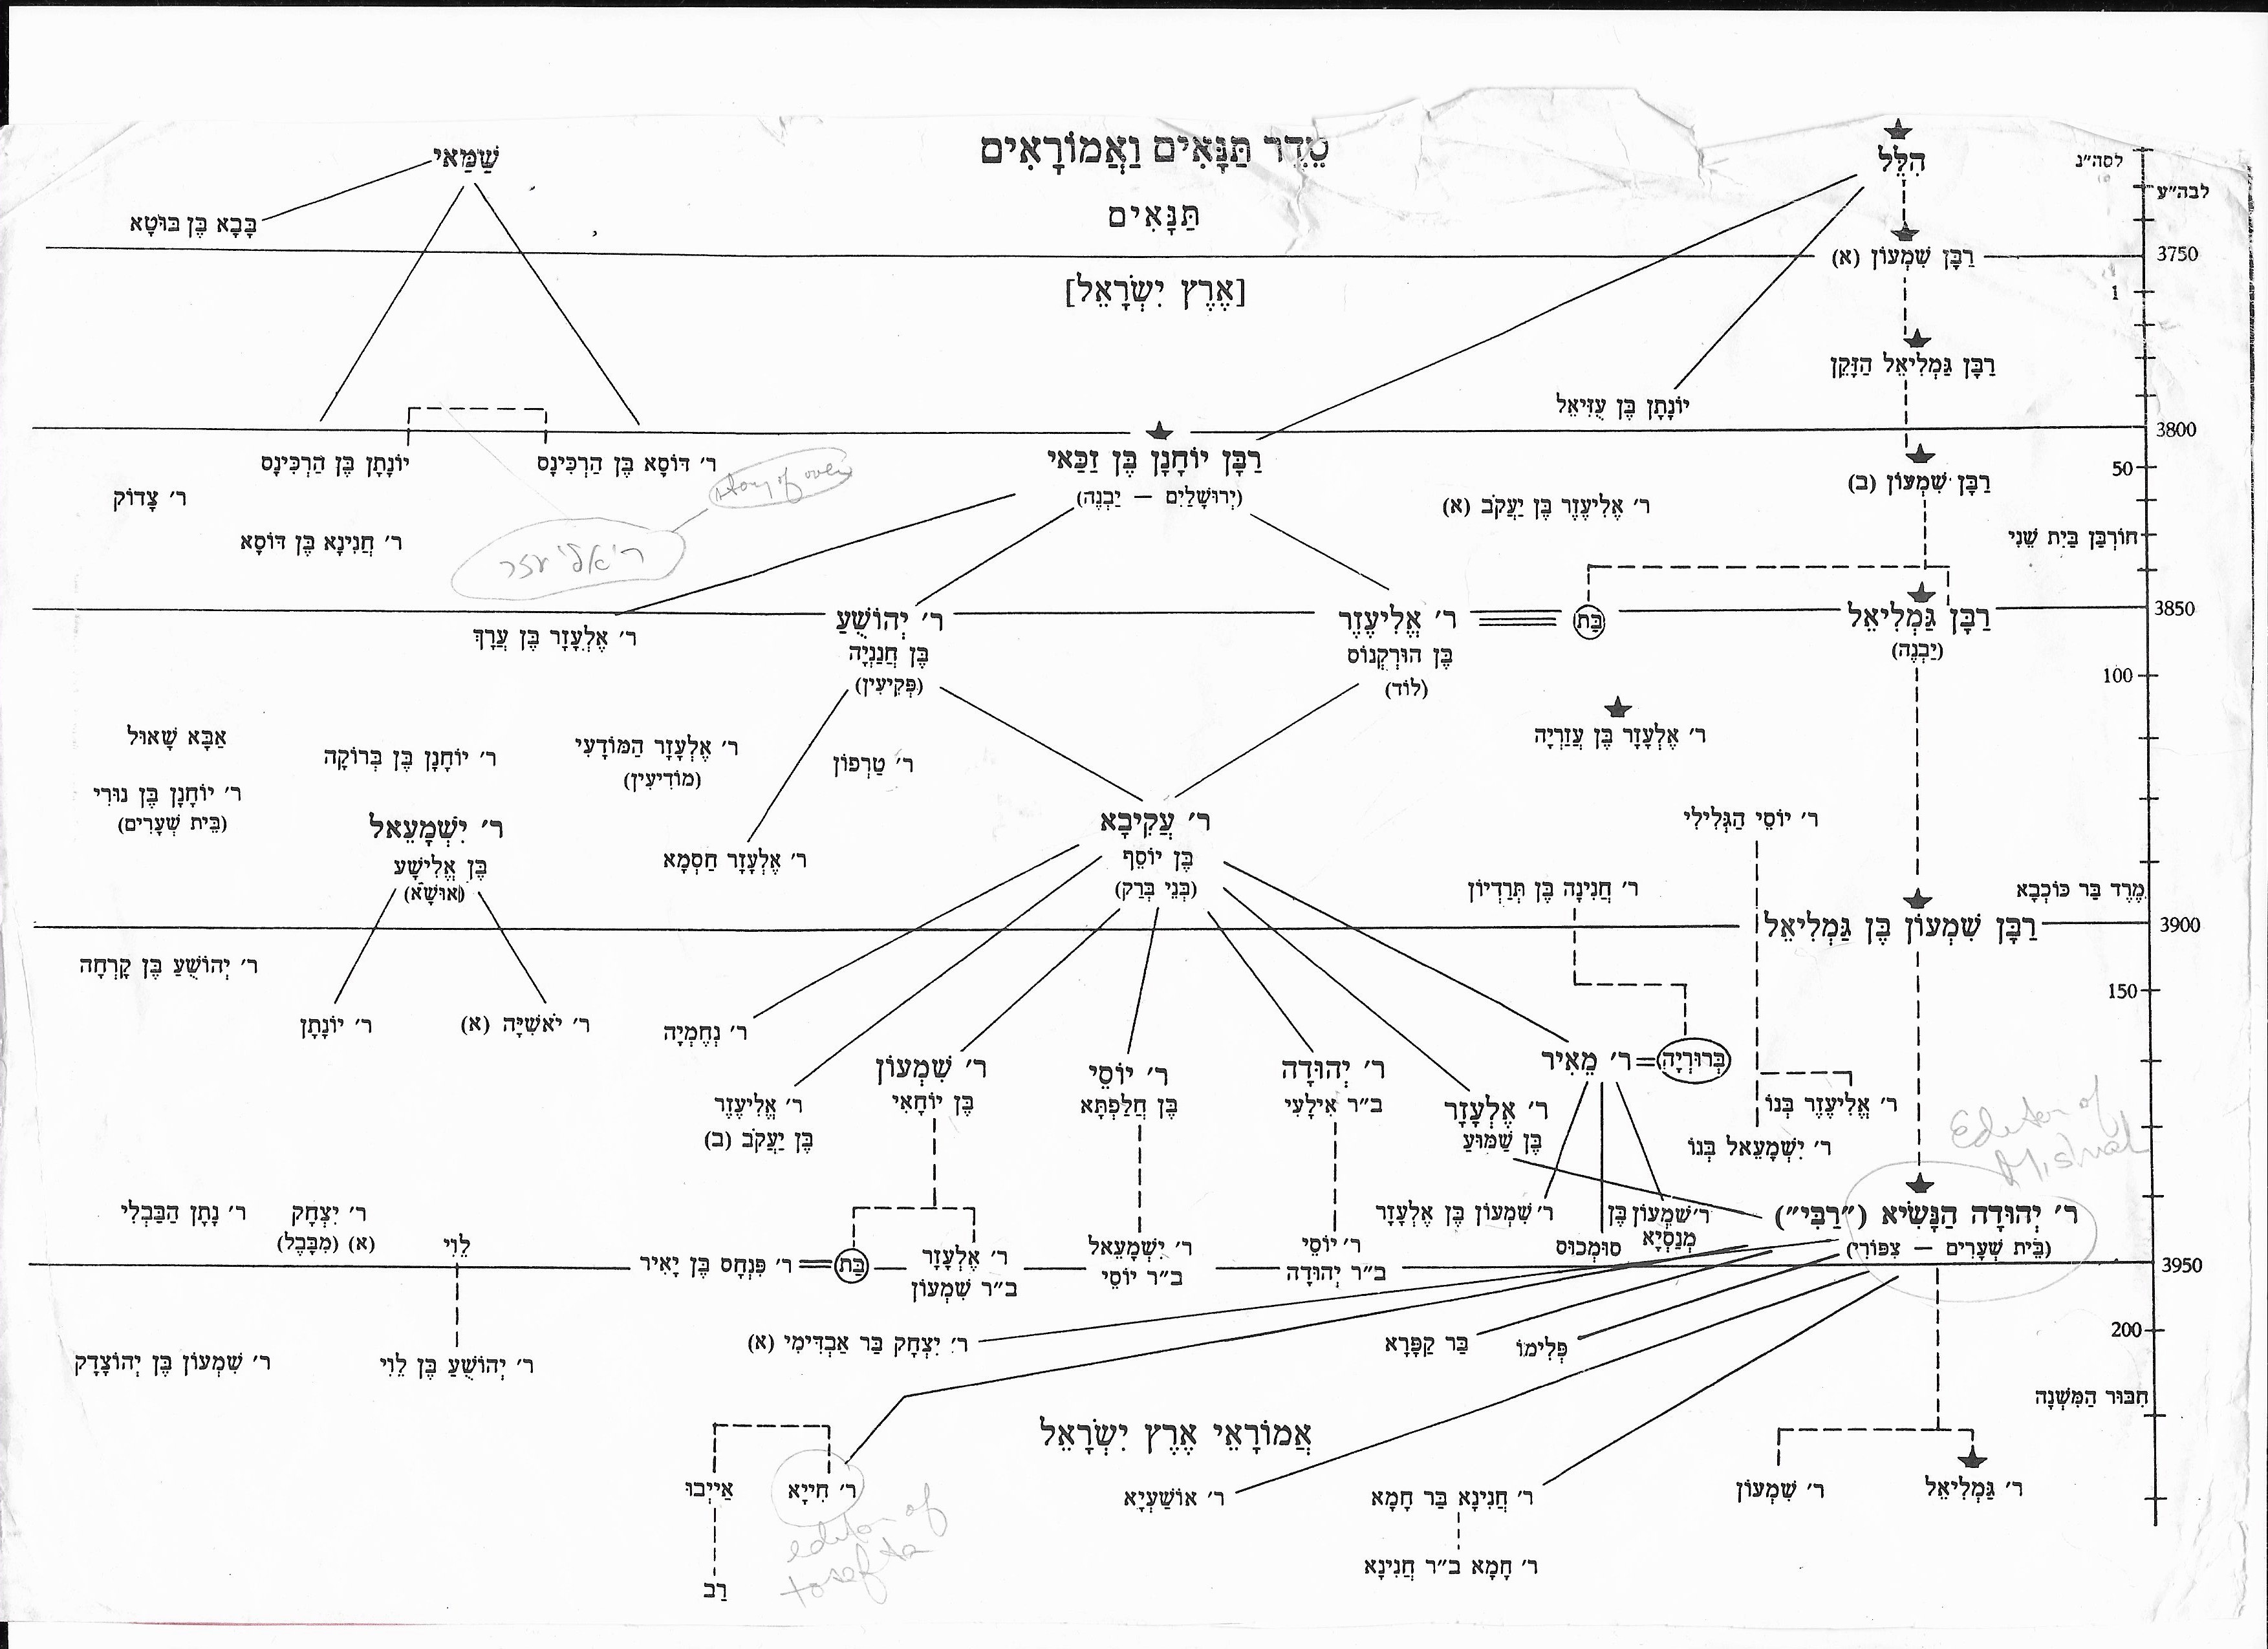 סֵדֶר תַּנָּאִים וַאֲמוֹרָאִים
תַּנָּאִים
[אֶרֶץ יִשְׂרָאֵל]
לסה״נ
לבה״ע
הִלֵּל
שַׁמַּאי
בָּבָא בֶּן בּוּטָא
3750
רַבָּן שִׁמְעוֹן (א)
1
רַבָּן גַּמְלִיאֵל הַזָּקֵן
יוֹנָתָן בֶּן עֻזִּיאֵל
3800
רַבָּן יוֹחָנָן בֶּן זַכַּאי
(יְרוּשָׁלַיִם — יַבְנֶה)
ר׳ דּוֹסָא בֶּן הַרְכִּינָס
יוֹנָתָן בֶּן הַרְכִּינָס
50
רַבָּן שִׁמְעוֹן (ב)
ר׳ אֱלִיעֶזֶר בֶּן יַעֲקֹב (א)
story of oven
ר׳ צָדוֹק
חוּרְבַּן בַּיִת שֵׁנִי
ר׳ חֲנִינָא בֶּן דּוֹסָא
ר׳ אליעזר
3850
רַבָּן גַּמְלִיאֵל
(יַבְנֶה)
בַּת
ר׳ אֱלִיעֶזֶר
בֶּן הוּרְקְנוֹס
(לוֹד)
ר׳ יְהוֹשֻׁעַ
בֶּן חֲנַנְיָה
(פְּקִיעִין)
ר׳ אֶלְעָזָר בֶּן עֲרָךְ
100
ר׳ אֶלְעָזָר בֶּן עֲזַרְיָה
ר׳ טַרְפוֹן
ר׳ אֶלְעָזָר הַמּוֹדָעִי
(מוֹדִיעִין)
ר׳ יוֹחָנָן בֶּן בְּרוֹקָה
אַבָּא שָׁאוּל
ר׳ יוֹחָנָן בֶּן נוּרִי
(בֵּית שְׁעָרִים)
ר׳ יוֹסֵי הַגְּלִילִי
ר׳ עֲקִיבָא
בֶּן יוֹסֵף
(בְּנֵי בְּרַק)
ר׳ אֶלְעָזָר חַסְמָא
ר׳ יִשְׁמָעֵאל
בֶּן אֱלִישָׁע
(אוּשָׁא)
מֶרֶד בַּר כּוֹכְבָא
ר׳ חֲנִינָה בֶּן תְּרַדְיוֹן
3900
רַבָּן שִׁמְעוֹן בֶּן גַּמְלִיאֵל
ר׳ יְהוֹשֻׁעַ בֶּן קָרְחָה
150
ר׳ נְחֶמְיָה
ר׳ יֹאשִׁיָּה (א)
ר׳ יוֹנָתָן
בְּרוּרְיָה
ר׳ מֵאִיר
ר׳ יְהוּדָה
ב״ר אִילָעִי
ר׳ יוֹסֵי
בֶּן חֲלַפְתָּא
ר׳ שִׁמְעוֹן
בֶּן יוֹחָאִי
ר׳ אֱלִיעֶזֶר
בֶּן יַעֲקֹב (ב)
ר׳ אֶלְעָזָר
בֶּן שַׁמּוּעַ
ר׳ אֱלִיעֶזֶר בְּנוֹ
ר׳ יִשְׁמָעֵאל בְּנוֹ
Editor of
Mishnah
ר׳ יְהוּדָה הַנָּשִׂיא (״רַבִּי״)
(בֵּית שְׁעָרִים — צִפּוֹרִי)
ר׳ שִׁמְעוֹן בֶּן
מְנַסְיָא
סוּמְכוּס
ר׳ שִׁמְעוֹן בֶּן אֶלְעָזָר
ר׳ יוֹסֵי
ב״ר יְהוּדָה
ר׳ יִשְׁמָעֵאל
ב״ר יוֹסֵי
ר׳ אֶלְעָזָר
ב״ר שִׁמְעוֹן
בַּת
ר׳ פִּנְחָס בֶּן יָאִיר
לֵוִי
ר׳ יִצְחָק
(א) (מִבָּבֶל)
ר׳ נָתָן הַבַּבְלִי
3950
200
פְּלִימוֹ
בַּר קַפָּרָא
ר׳ יִצְחָק בַּר אַבְדִּימִי (א)
ר׳ יְהוֹשֻׁעַ בֶּן לֵוִי
ר׳ שִׁמְעוֹן בֶּן יְהוֹצָדָק
חִבּוּר הַמִּשְׁנָה
אֲמוֹרָאֵי אֶרֶץ יִשְׂרָאֵל
ר׳ גַּמְלִיאֵל
ר׳ שִׁמְעוֹן
ר׳ חֲנִינָא בַּר חָמָא
ר׳ אוֹשַׁעְיָא
ר׳ חִייָא
אַייְבוּ
editor of
tosefta
ר׳ חָמָא ב״ר חֲנִינָא
רַב